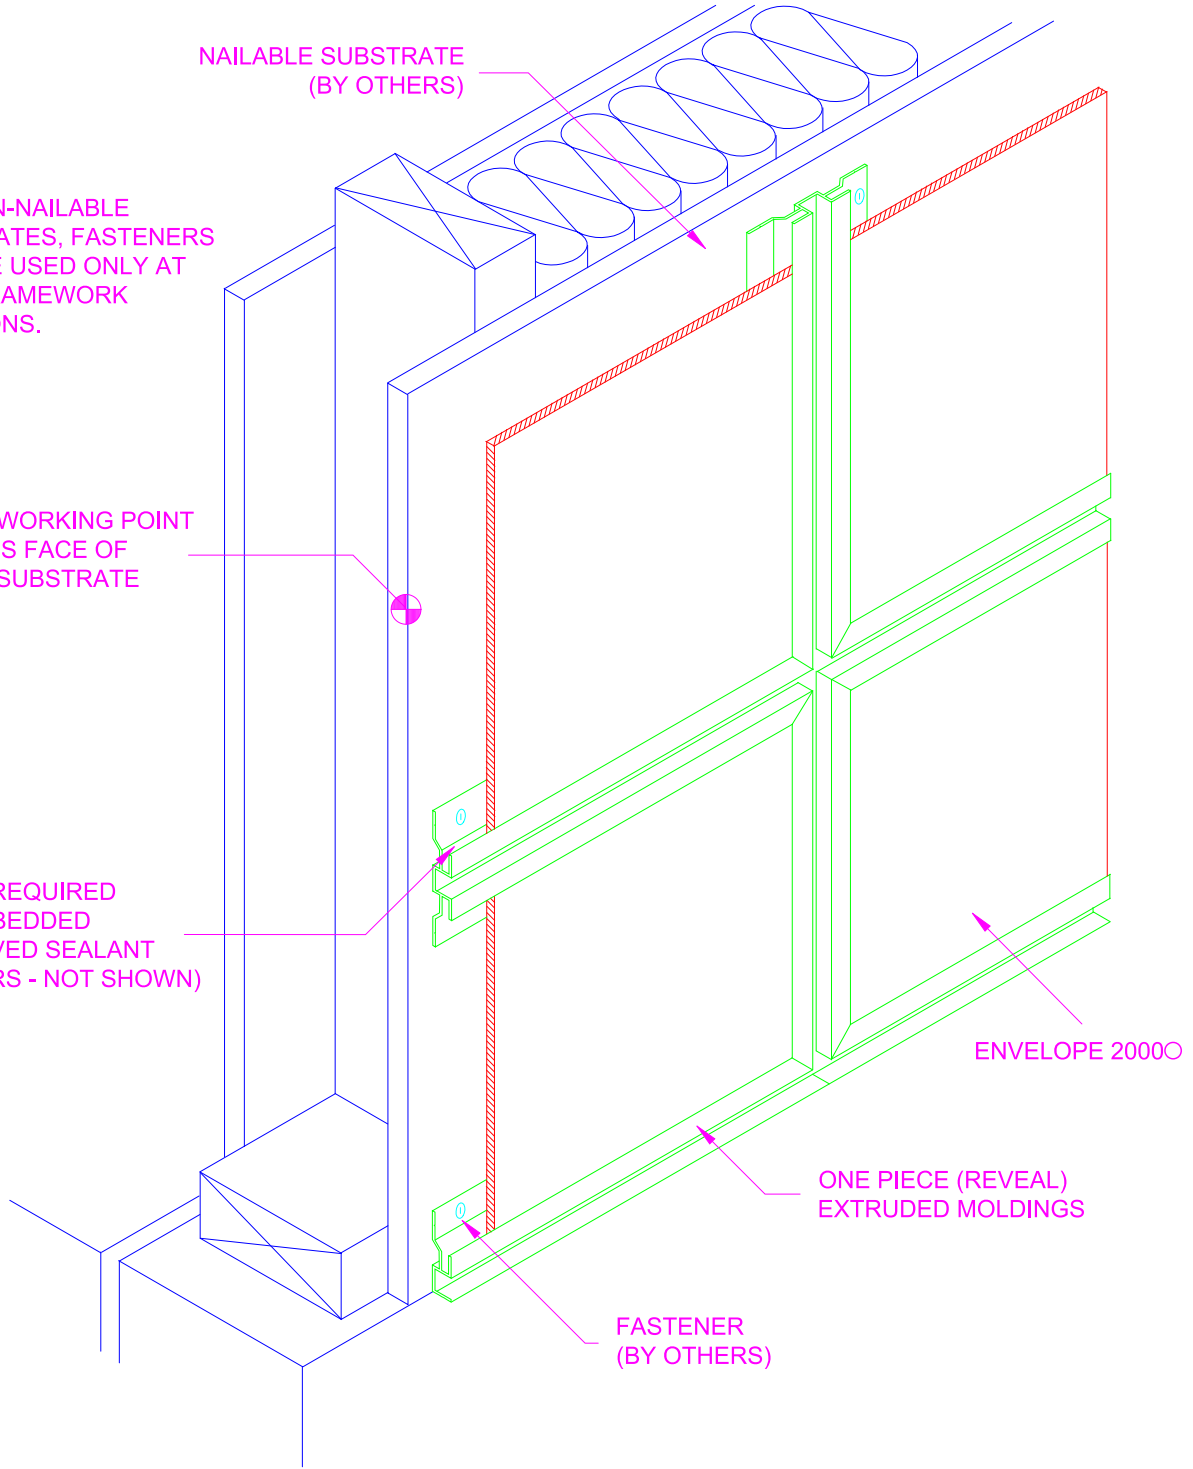 NAILABLE SUBSTRATE
(BY OTHERS)
N-NAILABLE
ATES, FASTENERS
E USED ONLY AT
AMEWORK
ONS.
WORKING POINT
S FACE OF
SUBSTRATE
REQUIRED
BEDDED
VED SEALANT
RS - NOT SHOWN)
ENVELOPE 2000
ONE PIECE (REVEAL)
EXTRUDED MOLDINGS
FASTENER
(BY OTHERS)